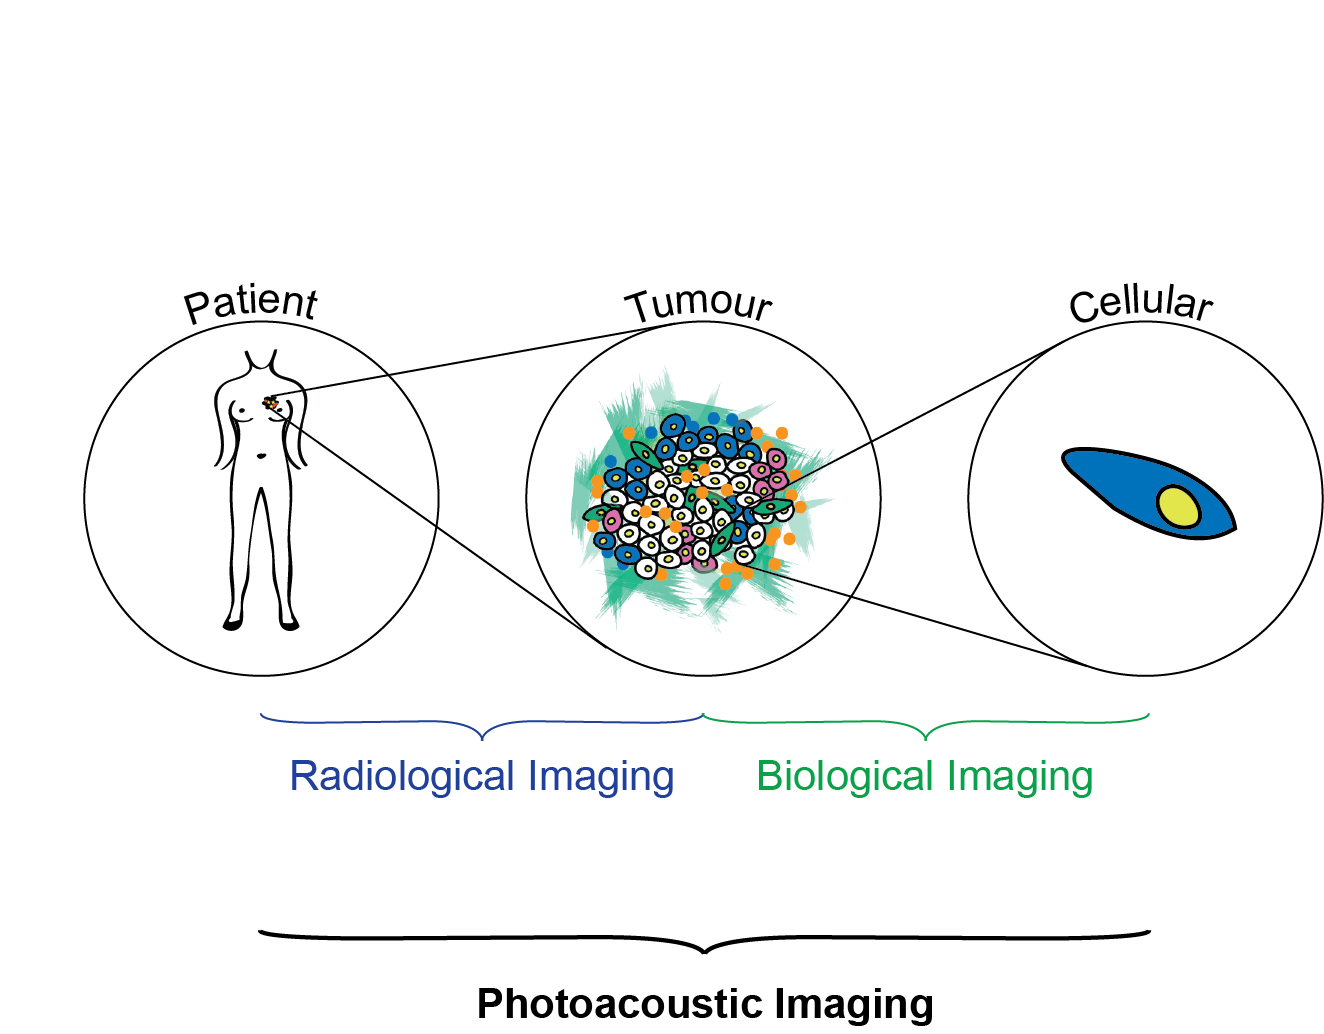 Patient
Tumour
Cellular
Radiological Imaging
Biological Imaging
Photoacoustic Imaging